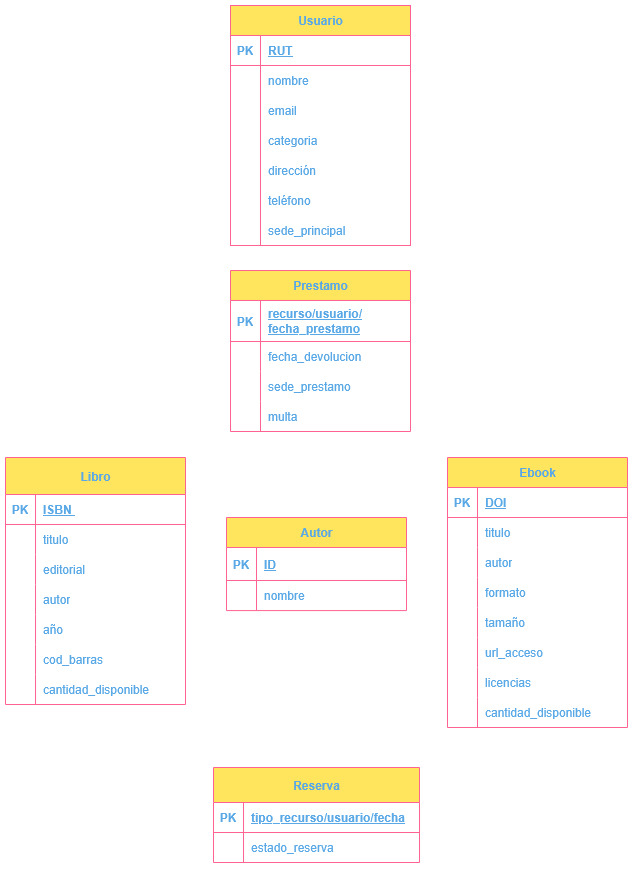 Usuario
PK RUT
nombre
email
categoria
dirección
teléfono
sede_principal
Prestamo
PK recurso/usuario/
fecha_prestamo
fecha_devolucion
sede_prestamo
multa
Libro
PK ISBN
titulo
editorial
autor
año
cod_barras
cantidad_disponible
Autor
PK ID
nombre
Ebook
PK DOI
titulo
autor
formato
tamaño
url_acceso
licencias
cantidad_disponible
Reserva
PK tipo_recurso/usuario/fecha
estado_reserva